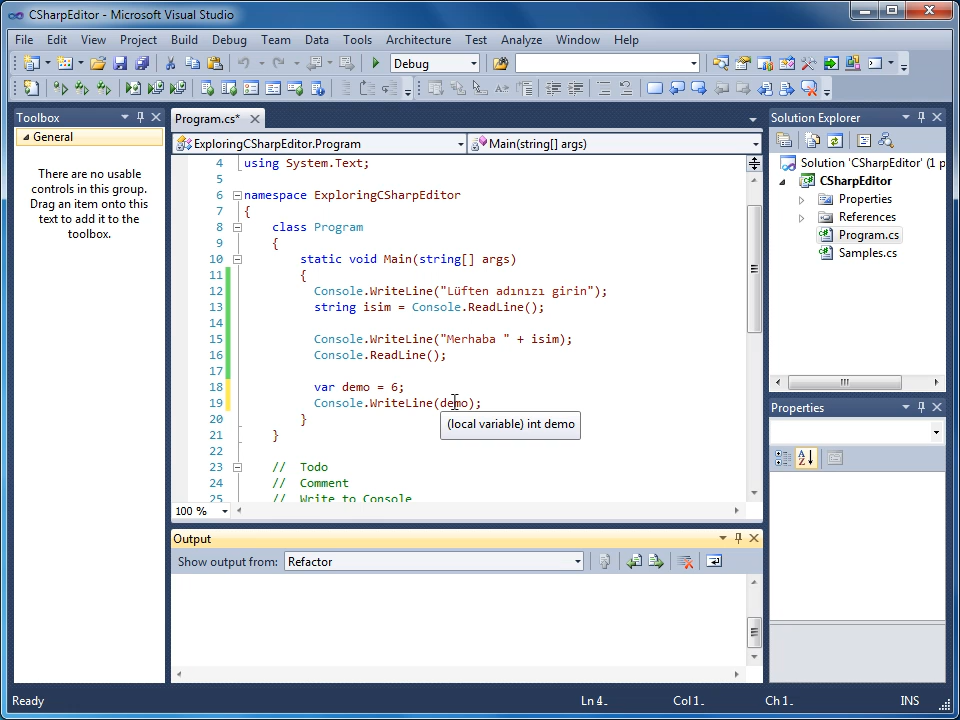 CSharpEditor - Microsoft Visual Studio
File Edit View Project Build Debug Team Data Tools Architecture Test Analyze Window Help
Debug
Toolbox
General
There are no usable
controls in this group.
Drag an item onto this
text to add it to the
toolbox.
Program.cs*
ExploringCSharpEditor.Program
Main(string[] args)
4 using System.Text;
5
6 namespace ExploringCSharpEditor
7 {
8 class Program
9 {
10 static void Main(string[] args)
11 {
12 Console.WriteLine("Lüften adınızı girin");
13 string isim = Console.ReadLine();
14
15 Console.WriteLine("Merhaba " + isim);
16 Console.ReadLine();
17
18 var demo = 6;
19 Console.WriteLine(demo);
(local variable) int demo
20 }
21 }
22
23 // Todo
24 // Comment
25 // Write to Console
100 %
Output
Show output from: Refactor
Solution Explorer
Solution 'CSharpEditor' (1 p
CSharpEditor
Properties
References
Program.cs
Samples.cs
Properties
Ready Ln 4 Col 1 Ch 1 INS